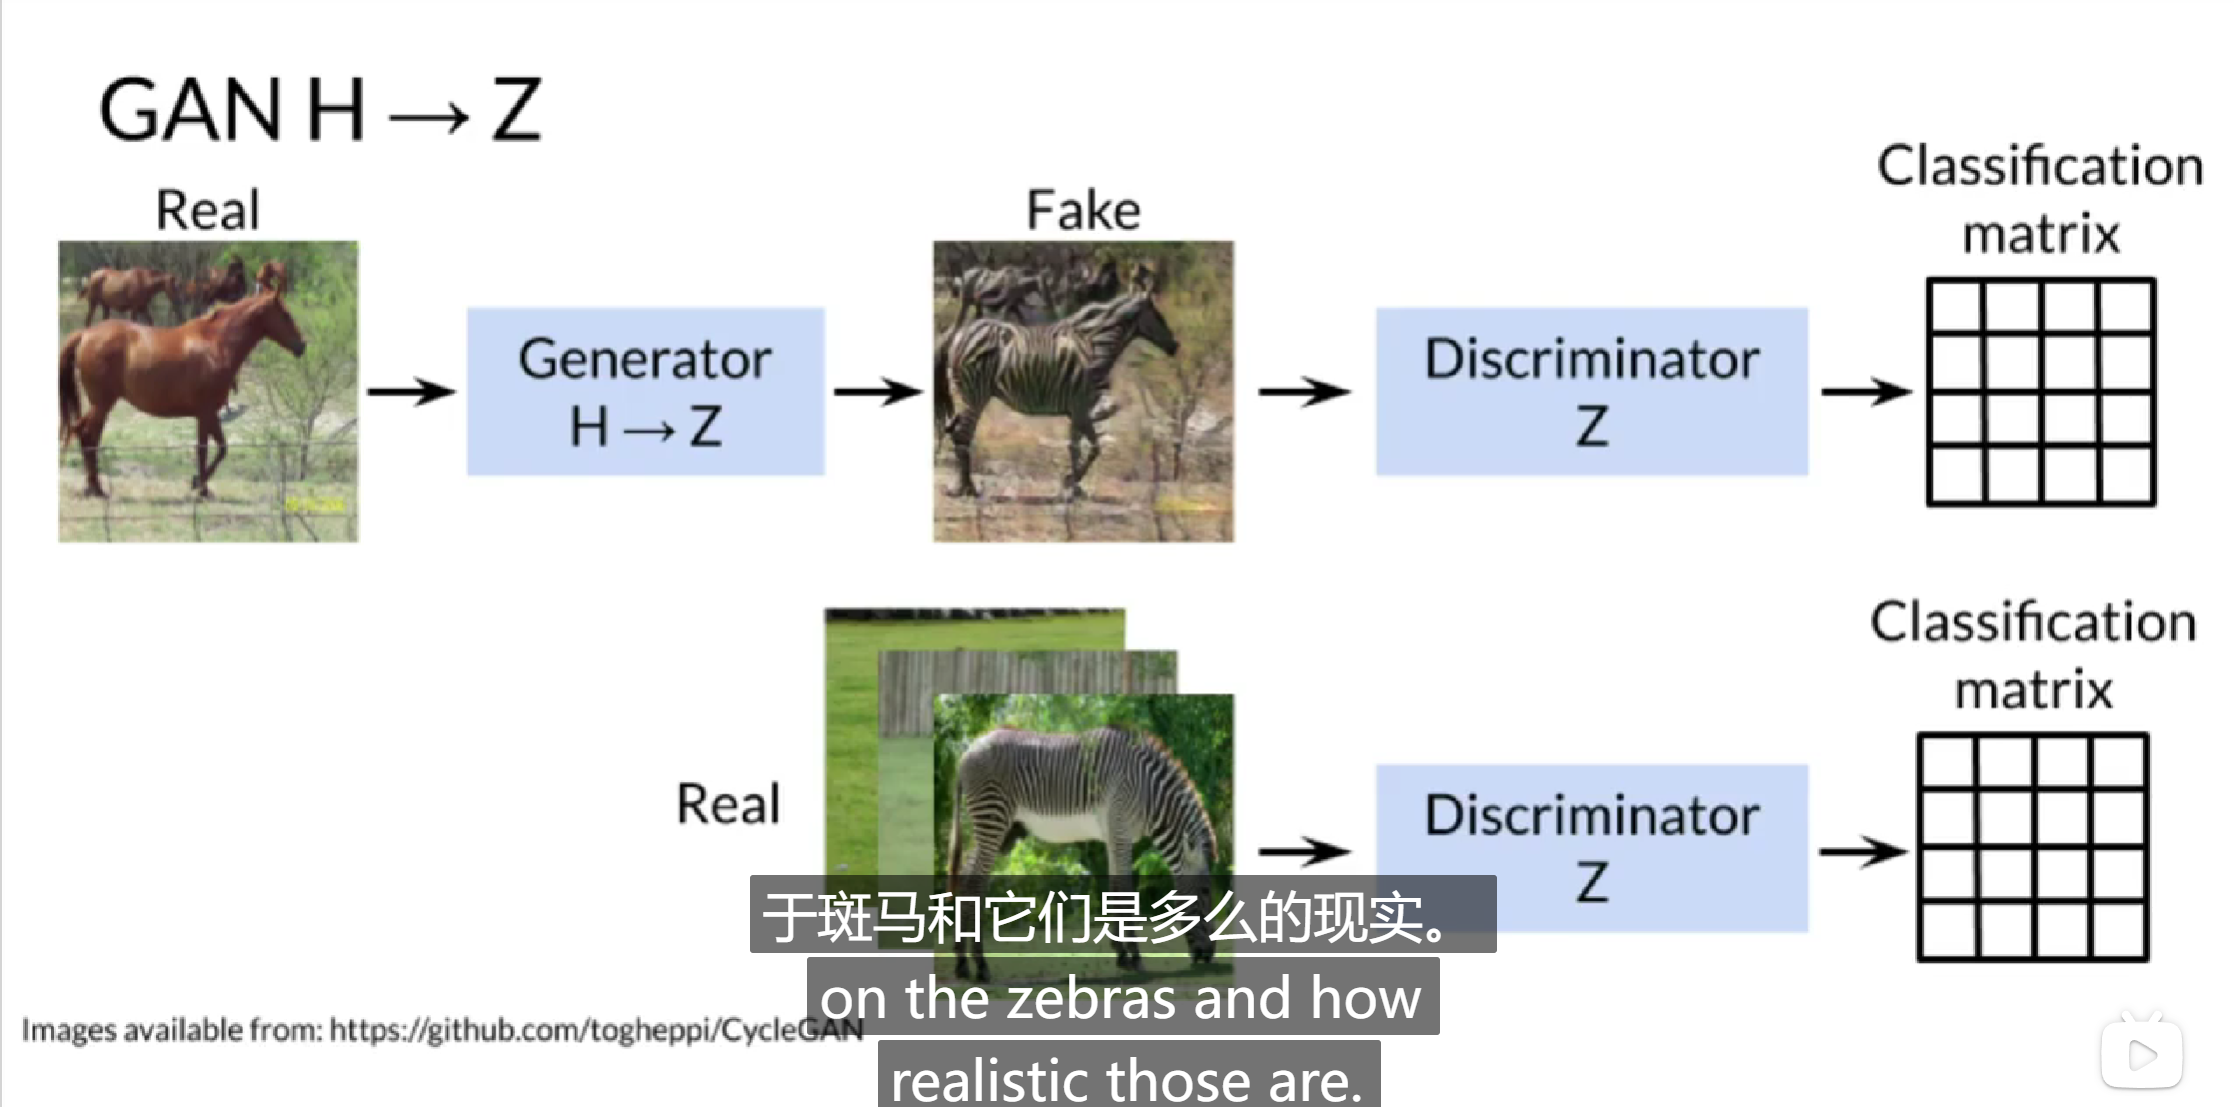 GAN H → Z
Real
Fake
Classification
matrix
Generator
H → Z
Discriminator
Z
Classification
matrix
Real
Discriminator
Z
于斑马和它们是多么的现实。
on the zebras and how
realistic those are.
Images available from: https://github.com/togheppi/CycleGAN